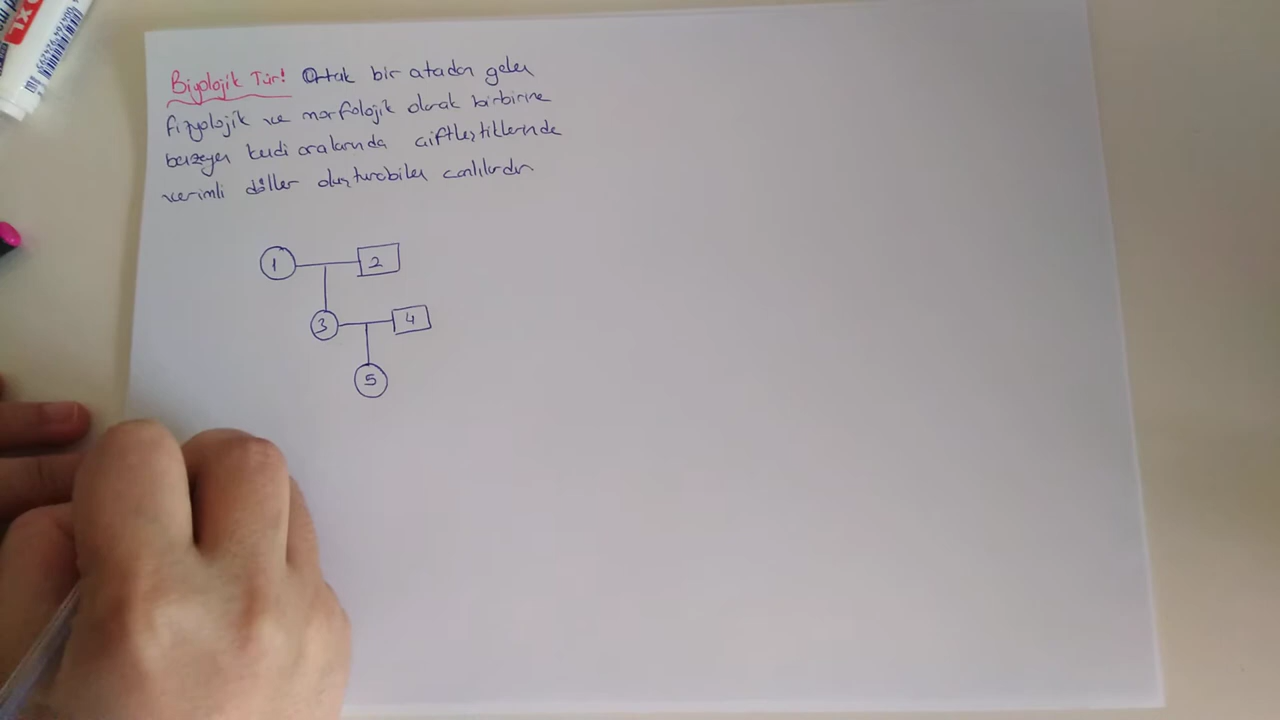 Biyolojik Tür! Ortak bir atadan gelen
fizyolojik ve morfolojik olarak birbirine
benzeyen kendi aralarında çiftleştiklerinde
verimli döller oluşturabilen canlılardır
1
2
3
4
5
XL